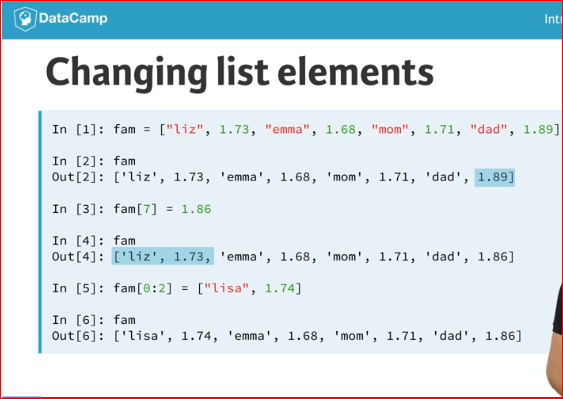 DataCamp
Changing list elements
In [1]: fam = ["liz", 1.73, "emma", 1.68, "mom", 1.71, "dad", 1.89]
In [2]: fam
Out[2]: ['liz', 1.73, 'emma', 1.68, 'mom', 1.71, 'dad', 1.89]
In [3]: fam[7] = 1.86
In [4]: fam
Out[4]: ['liz', 1.73, 'emma', 1.68, 'mom', 1.71, 'dad', 1.86]
In [5]: fam[0:2] = ["lisa", 1.74]
In [6]: fam
Out[6]: ['lisa', 1.74, 'emma', 1.68, 'mom', 1.71, 'dad', 1.86]